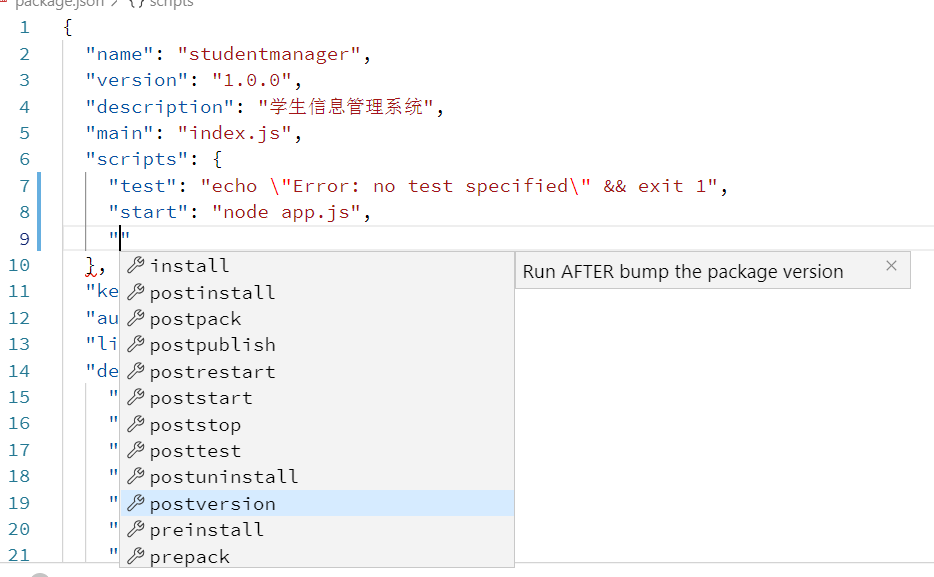 package.json > {} scripts
1 {
2 "name": "studentmanager",
3 "version": "1.0.0",
4 "description": "学生信息管理系统",
5 "main": "index.js",
6 "scripts": {
7 "test": "echo \"Error: no test specified\" && exit 1",
8 "start": "node app.js",
9 ""
10 },
11 "ke
12 "au
13 "li
14 "de
15 "
16 "
17 "
18 "
19 "
20 "
21 "
install
postinstall
postpack
postpublish
postrestart
poststart
poststop
posttest
postuninstall
postversion
preinstall
prepack
Run AFTER bump the package version